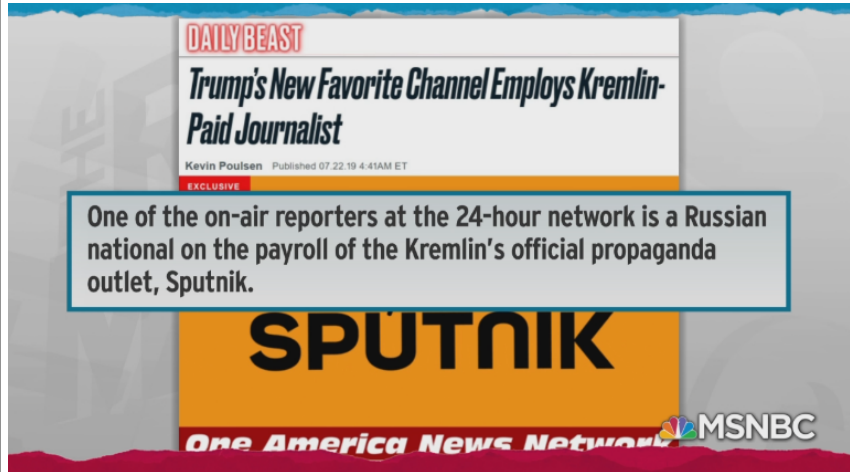 DAILY BEAST
Trump's New Favorite Channel Employs Kremlin-
Paid Journalist
Kevin Poulsen Published 07.22.19 4:41AM ET
EXCLUSIVE
One of the on-air reporters at the 24-hour network is a Russian
national on the payroll of the Kremlin's official propaganda
outlet, Sputnik.
SPUTNIK
One America News Network
MSNBC